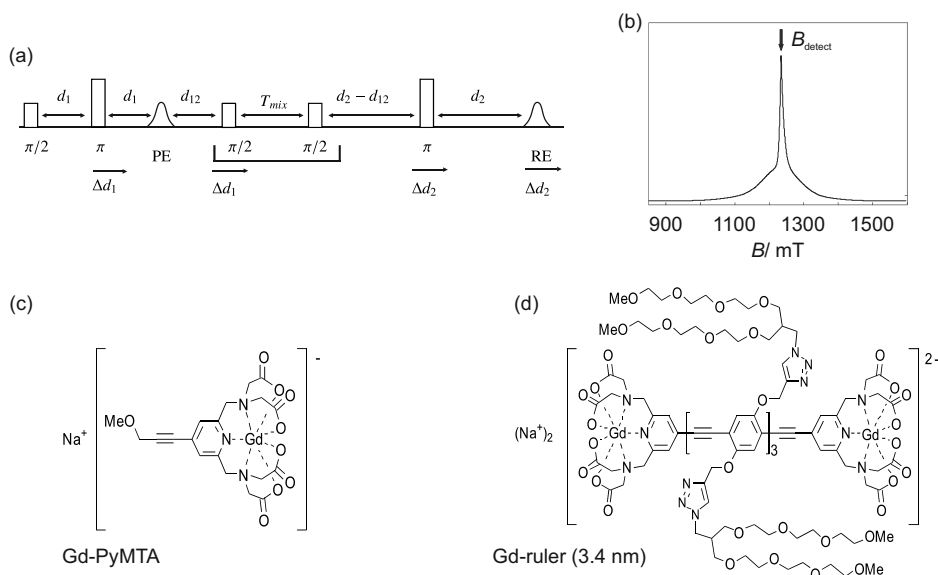 (a)
d₁ d₁ d₁₂ Tₘᵢₓ d₂ − d₁₂ d₂
π/2 π PE π/2 π/2 π RE
Δd₁ Δd₁ Δd₂ Δd₂
(b)
B_detect
900 1100 1300 1500
B/ mT
(c)
Na⁺
MeO
N
N
N
Gd
O
O
O
O
O
O
O
O
-
Gd-PyMTA
(d)
MeO O O O O
MeO O O O O
N N N
2-
(Na⁺)₂
O
O
O
O
O
O
O
O
N
N
N
Gd
O
O
3
N
N
N
Gd
O
O
O
O
O
O
O
O
N N N
O O O OMe
O O O O OMe
Gd-ruler (3.4 nm)